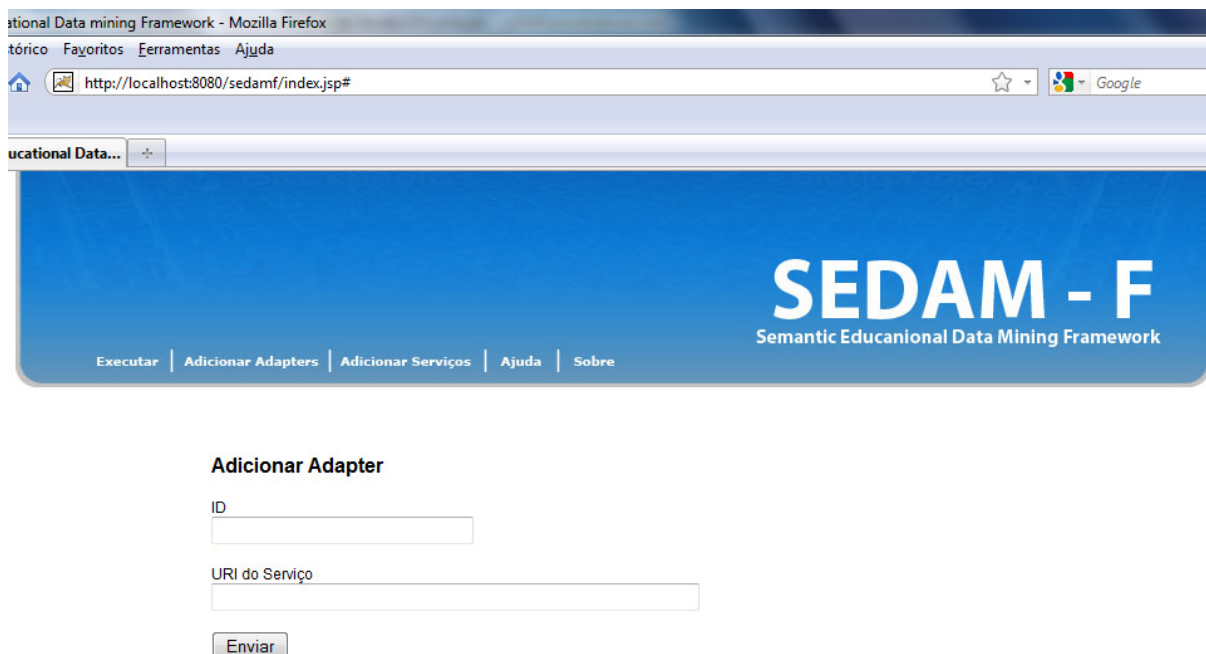 ational Data mining Framework - Mozilla Firefox
tórico Favoritos Ferramentas Ajuda
http://localhost:8080/sedamf/index.jsp#
Google
ucational Data...
SEDAM - F
Semantic Educanional Data Mining Framework
Executar | Adicionar Adapters | Adicionar Serviços | Ajuda | Sobre
Adicionar Adapter
ID
URI do Serviço
Enviar